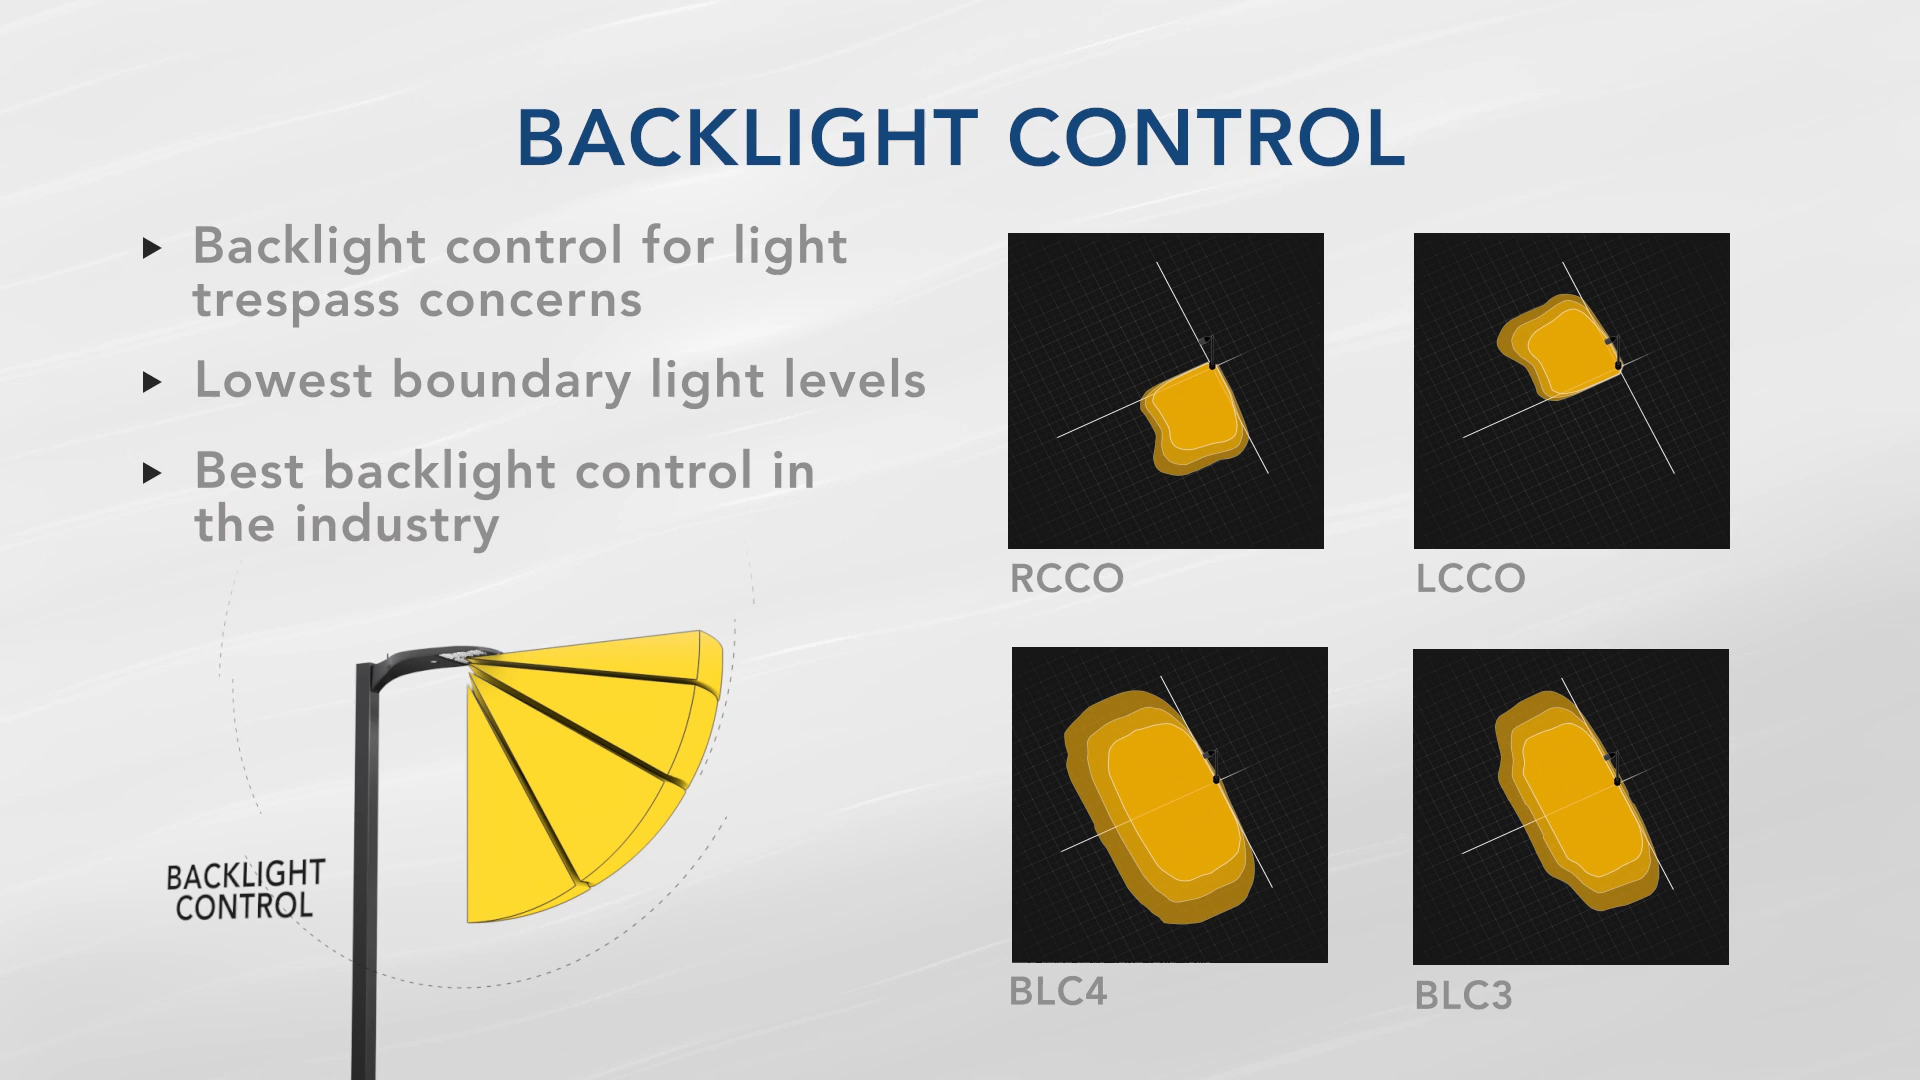 BACKLIGHT CONTROL
Backlight control for light
trespass concerns
Lowest boundary light levels
Best backlight control in
the industry
BACKLIGHT
CONTROL
RCCO
LCCO
BLC4
BLC3